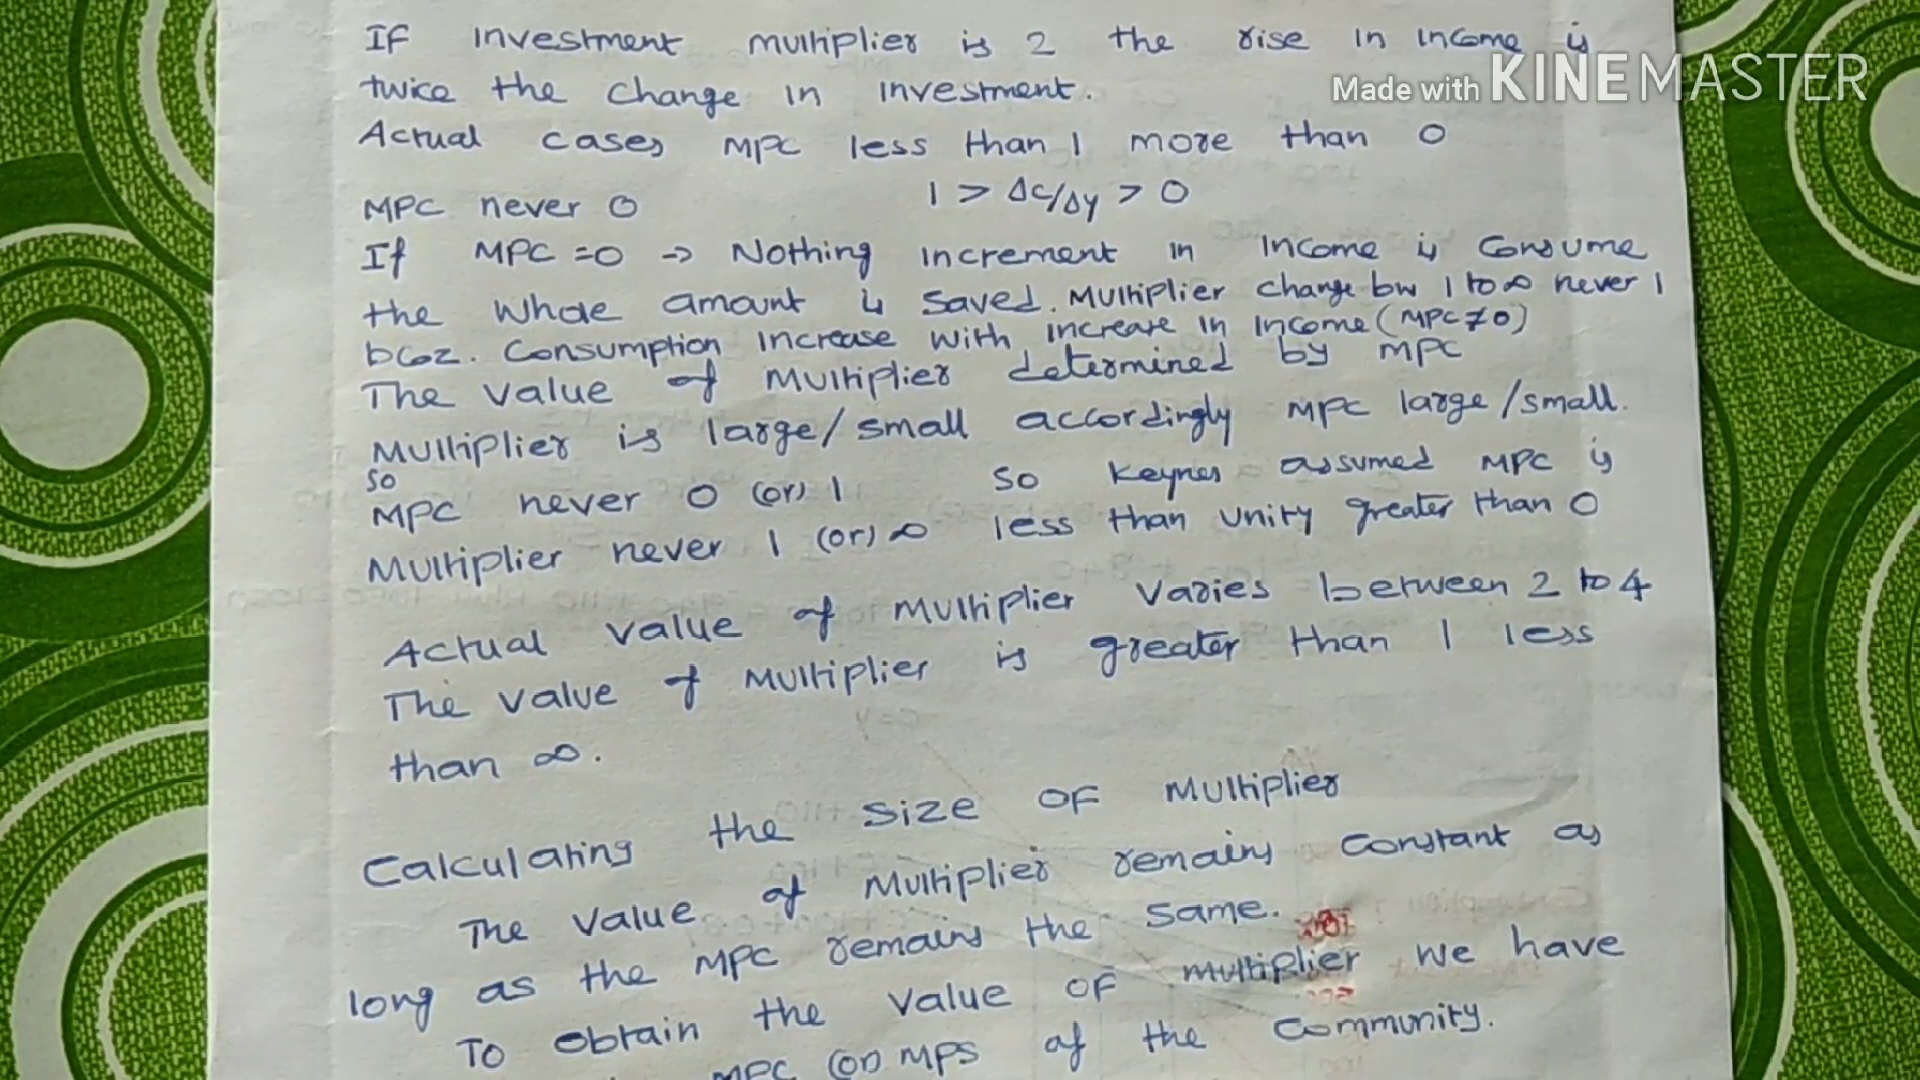 If Investment multiplier is 2 the rise in income is
Made with KINEMASTER
twice the change in investment.
Actual cases MPC less than 1 more than 0
MPC never 0 1 > ΔC/ΔY > 0
If MPC =0 -> Nothing increment in income is consume
the whole amount is saved. Multiplier change bw 1 to ∞ never 1
bcoz. Consumption increase with increase in income (MPC≠0)
The value of Multiplier determined by MPC
Multiplier is large/small accordingly MPC large/small.
So
MPC never 0 (or) 1 So Keynes assumed MPC is
Multiplier never 1 (or) ∞ less than unity greater than 0
Actual value of multiplier varies between 2 to 4
The value of Multiplier is greater than 1 less
than ∞.
Calculating the size of Multiplier
The value of Multiplier remains constant as
long as the MPC remains the same.
To obtain the value of multiplier we have
MPC (or) MPS of the community.